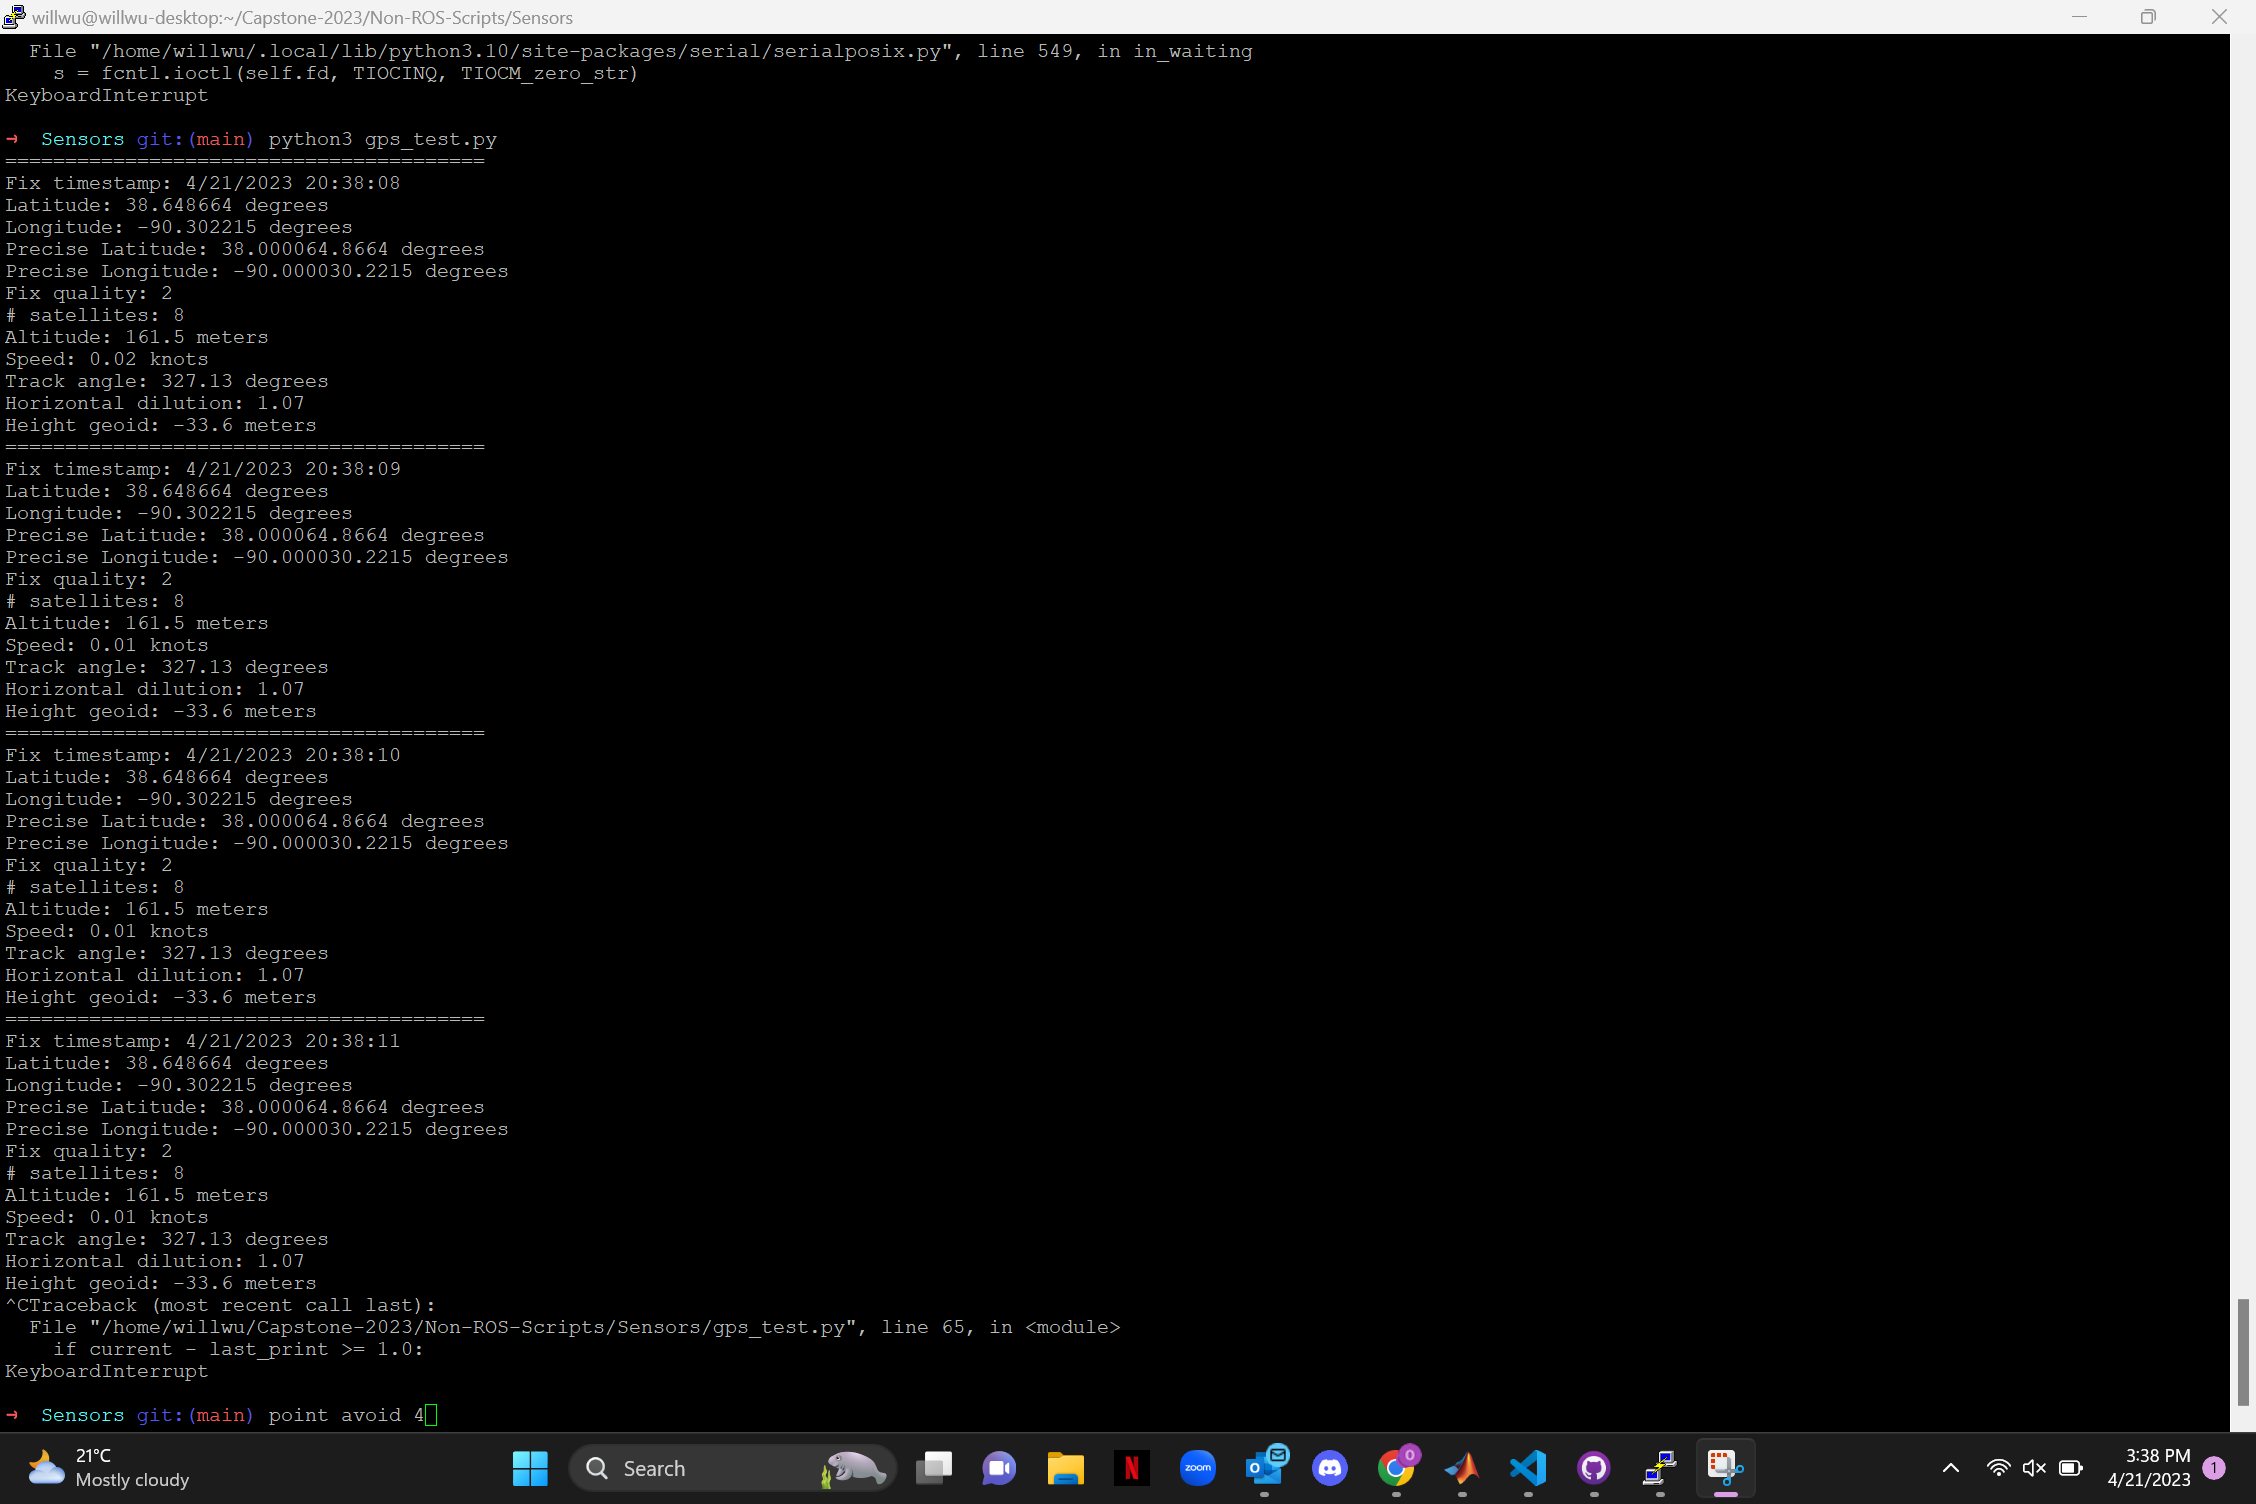 willwu@willwu-desktop:~/Capstone-2023/Non-ROS-Scripts/Sensors
File "/home/willwu/.local/lib/python3.10/site-packages/serial/serialposix.py", line 549, in in_waiting
s = fcntl.ioctl(self.fd, TIOCINQ, TIOCM_zero_str)
KeyboardInterrupt
→ Sensors git:(main) python3 gps_test.py
========================================
Fix timestamp: 4/21/2023 20:38:08
Latitude: 38.648664 degrees
Longitude: -90.302215 degrees
Precise Latitude: 38.000064.8664 degrees
Precise Longitude: -90.000030.2215 degrees
Fix quality: 2
# satellites: 8
Altitude: 161.5 meters
Speed: 0.02 knots
Track angle: 327.13 degrees
Horizontal dilution: 1.07
Height geoid: -33.6 meters
========================================
Fix timestamp: 4/21/2023 20:38:09
Latitude: 38.648664 degrees
Longitude: -90.302215 degrees
Precise Latitude: 38.000064.8664 degrees
Precise Longitude: -90.000030.2215 degrees
Fix quality: 2
# satellites: 8
Altitude: 161.5 meters
Speed: 0.01 knots
Track angle: 327.13 degrees
Horizontal dilution: 1.07
Height geoid: -33.6 meters
========================================
Fix timestamp: 4/21/2023 20:38:10
Latitude: 38.648664 degrees
Longitude: -90.302215 degrees
Precise Latitude: 38.000064.8664 degrees
Precise Longitude: -90.000030.2215 degrees
Fix quality: 2
# satellites: 8
Altitude: 161.5 meters
Speed: 0.01 knots
Track angle: 327.13 degrees
Horizontal dilution: 1.07
Height geoid: -33.6 meters
========================================
Fix timestamp: 4/21/2023 20:38:11
Latitude: 38.648664 degrees
Longitude: -90.302215 degrees
Precise Latitude: 38.000064.8664 degrees
Precise Longitude: -90.000030.2215 degrees
Fix quality: 2
# satellites: 8
Altitude: 161.5 meters
Speed: 0.01 knots
Track angle: 327.13 degrees
Horizontal dilution: 1.07
Height geoid: -33.6 meters
^CTraceback (most recent call last):
File "/home/willwu/Capstone-2023/Non-ROS-Scripts/Sensors/gps_test.py", line 65, in <module>
if current - last_print >= 1.0:
KeyboardInterrupt
→ Sensors git:(main) point avoid 4
21°C
Mostly cloudy
Search
N
zoom
0
3:38 PM
4/21/2023
1